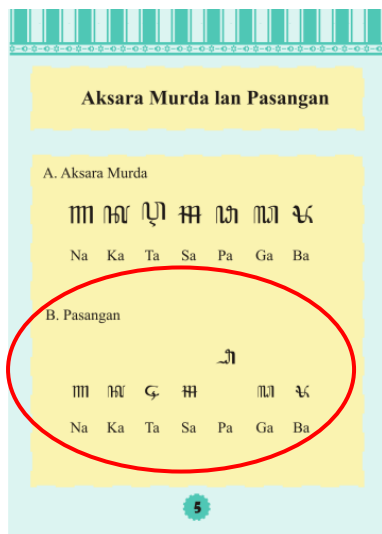 Aksara Murda lan Pasangan
A. Aksara Murda
ꦟ ꦑ ꦡ ꦯ ꦦ ꦓ ꦨ
Na Ka Ta Sa Pa Ga Ba
B. Pasangan
꧀ꦟ ꧀ꦑ ꧀ꦡ ꧀ꦯ ꧀ꦦ ꧀ꦓ ꧀ꦨ
Na Ka Ta Sa Pa Ga Ba
5